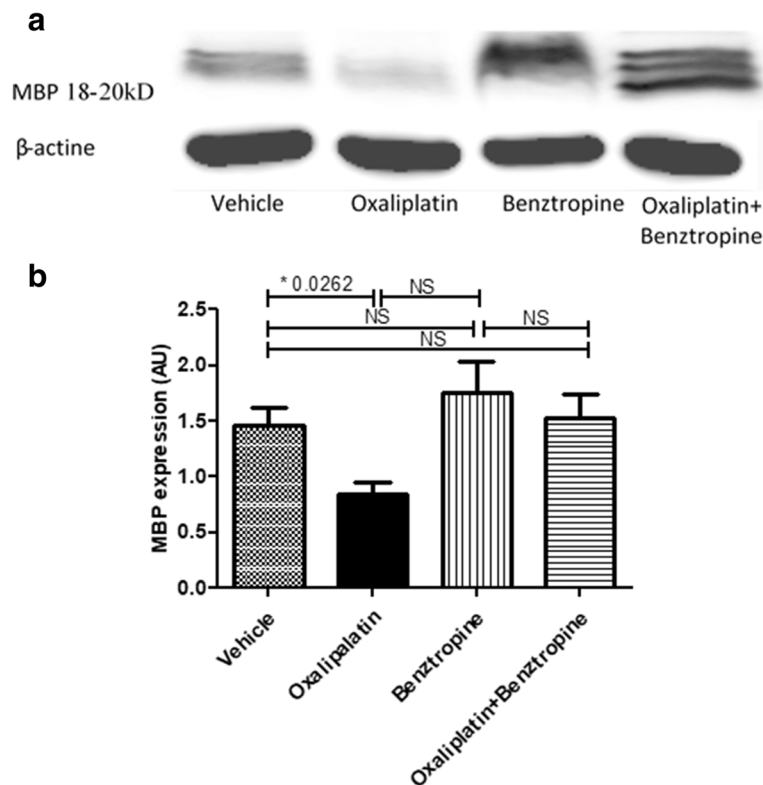 a
MBP 18-20kD
β-actine
Vehicle Oxaliplatin Benztropine Oxaliplatin+
Benztropine
b
* 0.0262 NS
NS NS
NS
MBP expression (AU)
2.5
2.0
1.5
1.0
0.5
0.0
Vehicle
Oxalipalatin
Benztropine
Oxaliplatin+Benztropine